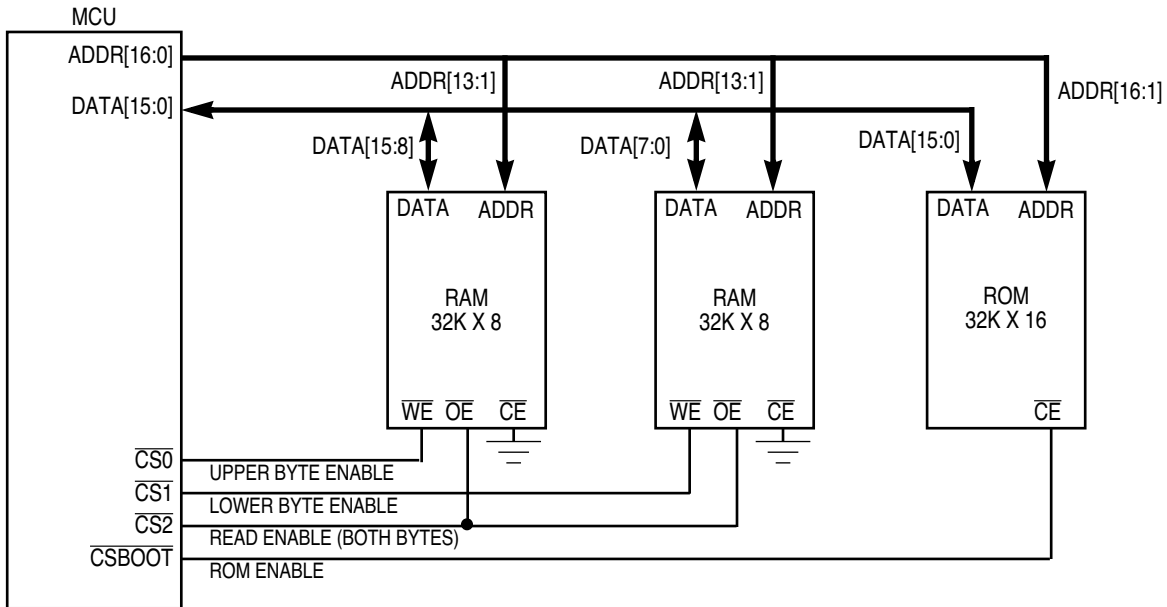 MCU
ADDR[16:0]
ADDR[13:1]
ADDR[13:1]
ADDR[16:1]
DATA[15:0]
DATA[15:8]
DATA[7:0]
DATA[15:0]
DATA ADDR
DATA ADDR
DATA ADDR
RAM
32K X 8
RAM
32K X 8
ROM
32K X 16
WE OE CE
WE OE CE
CE
CS0
UPPER BYTE ENABLE
CS1
LOWER BYTE ENABLE
CS2
READ ENABLE (BOTH BYTES)
CSBOOT
ROM ENABLE